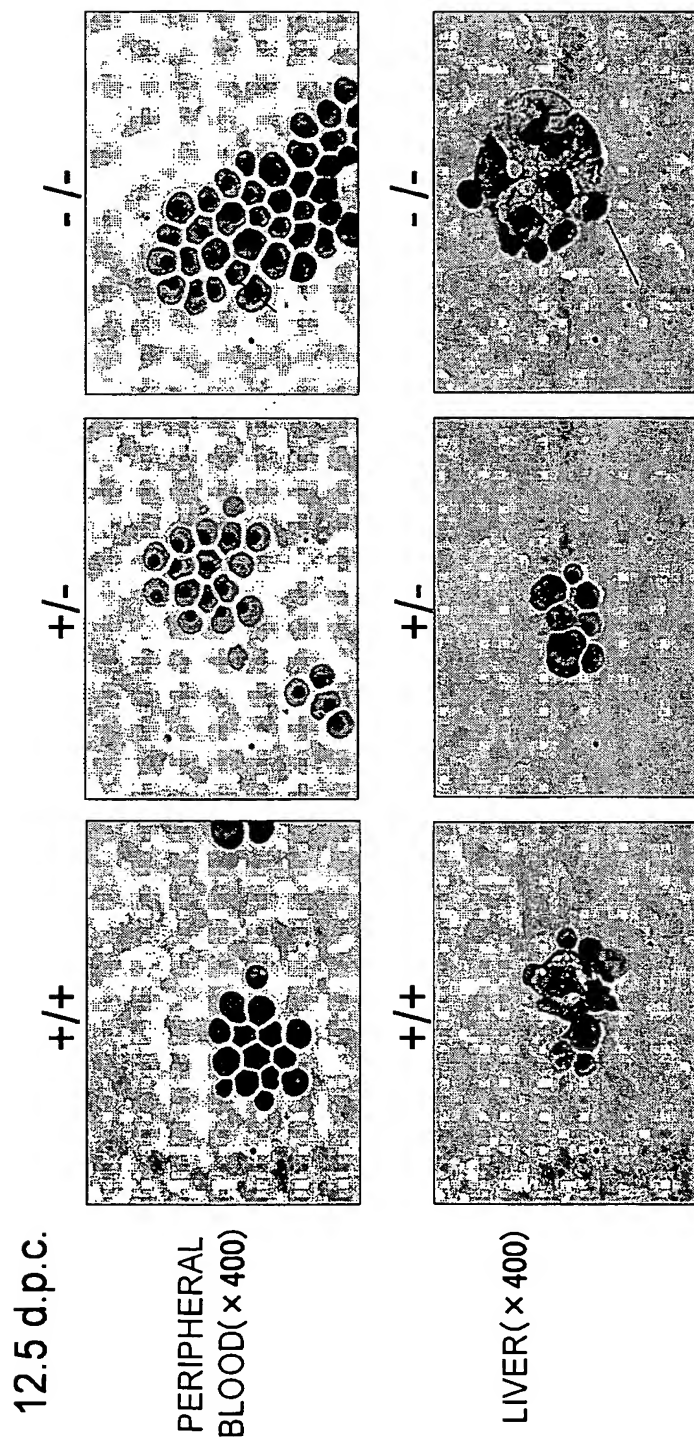 12.5 d.p.c.
+/+
+/-
- /-
PERIPHERAL
BLOOD( × 400)
LIVER( × 400)
+/+
+/-
- /-